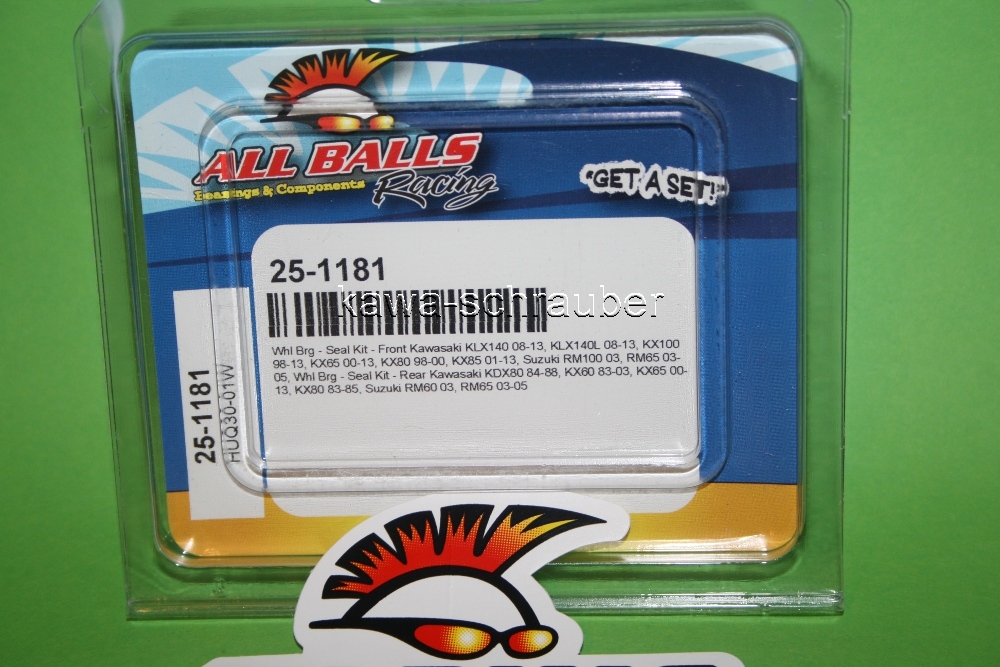 ALL BALLS
Racing
Bearings & Components
"GET A SET!"
25-1181
kawa-schrauber
Whl Brg - Seal Kit - Front Kawasaki KLX140 08-13, KLX140L 08-13, KX100
98-13, KX65 00-13, KX80 98-00, KX85 01-13, Suzuki RM100 03, RM65 03-
05, Whl Brg - Seal Kit - Rear Kawasaki KDX80 84-88, KX60 83-03, KX65 00-
13, KX80 83-85, Suzuki RM60 03, RM65 03-05
25-1181
HUQ30-01W